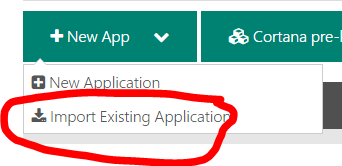 New App
Cortana pre-
New Application
Import Existing Application